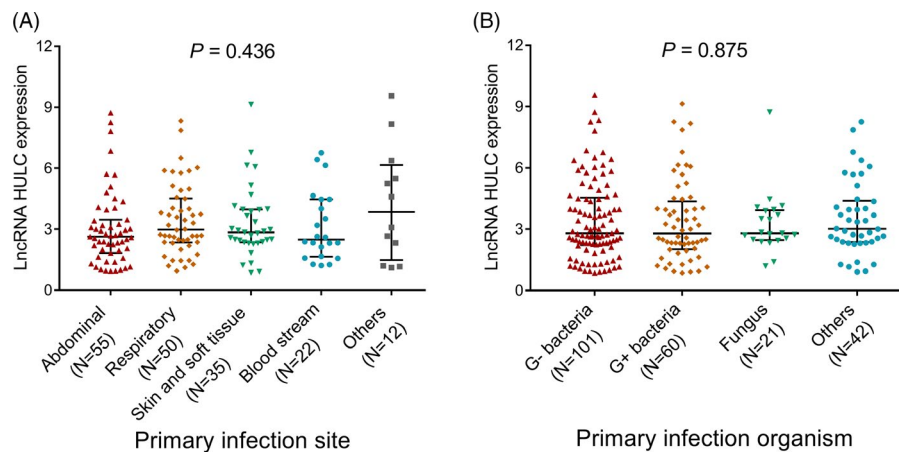 (A)
P = 0.436
LncRNA HULC expression
12
9
6
3
0
Abdominal
(N=55)
Respiratory
(N=50)
Skin and soft tissue
(N=35)
Blood stream
(N=22)
Others
(N=12)
Primary infection site
(B)
P = 0.875
LncRNA HULC expression
12
9
6
3
0
G- bacteria
(N=101)
G+ bacteria
(N=60)
Fungus
(N=21)
Others
(N=42)
Primary infection organism